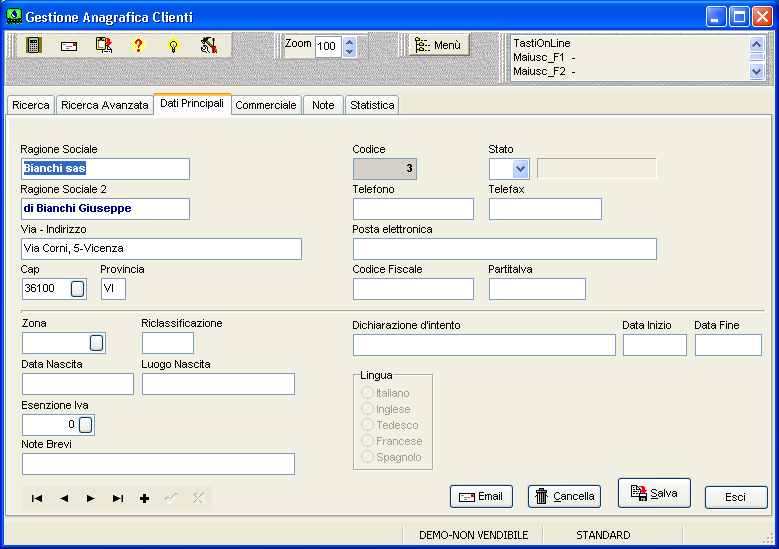 Gestione Anagrafica Clienti
Zoom 100
Menù
TastiOnLine
Maiusc_F1 -
Maiusc_F2 -
Ricerca Ricerca Avanzata Dati Principali Commerciale Note Statistica
Ragione Sociale Codice Stato
Bianchi sas 3
Ragione Sociale 2 Telefono Telefax
di Bianchi Giuseppe
Via - Indirizzo Posta elettronica
Via Corni, 5-Vicenza
Cap Provincia Codice Fiscale PartitaIva
36100 VI
Zona Riclassificazione Dichiarazione d'intento Data Inizio Data Fine
Data Nascita Luogo Nascita
Lingua
Italiano
Esenzione Iva Inglese
0 Tedesco
Note Brevi Francese
Spagnolo
Email Cancella Salva Esci
DEMO-NON VENDIBILE STANDARD